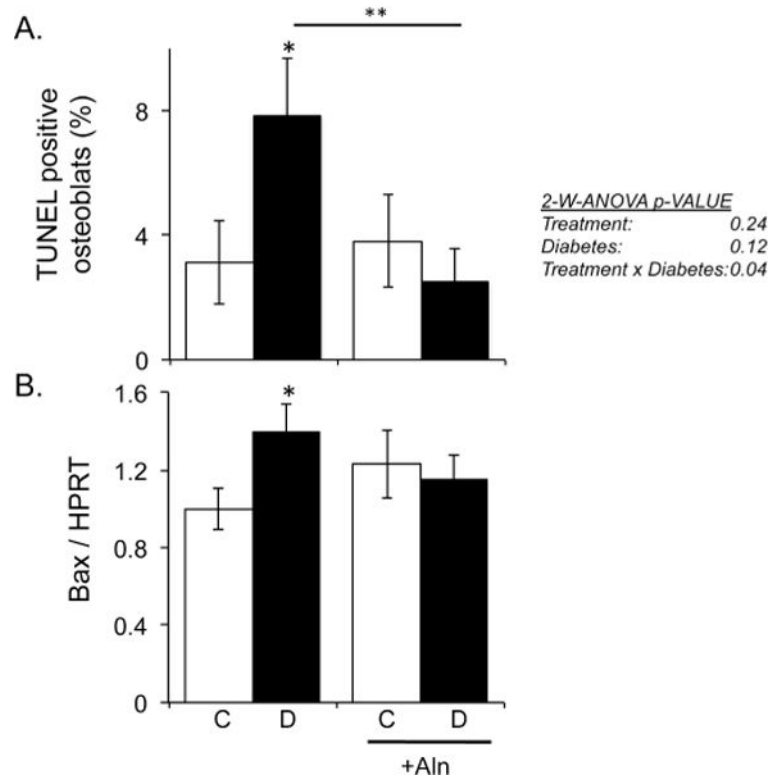 A.
**
*
TUNEL positive
osteoblats (%)
8
4
0
2-W-ANOVA p-VALUE
Treatment: 0.24
Diabetes: 0.12
Treatment x Diabetes:0.04
B.
*
Bax / HPRT
1.6
1.2
0.8
0.4
0
C D C D
+Aln